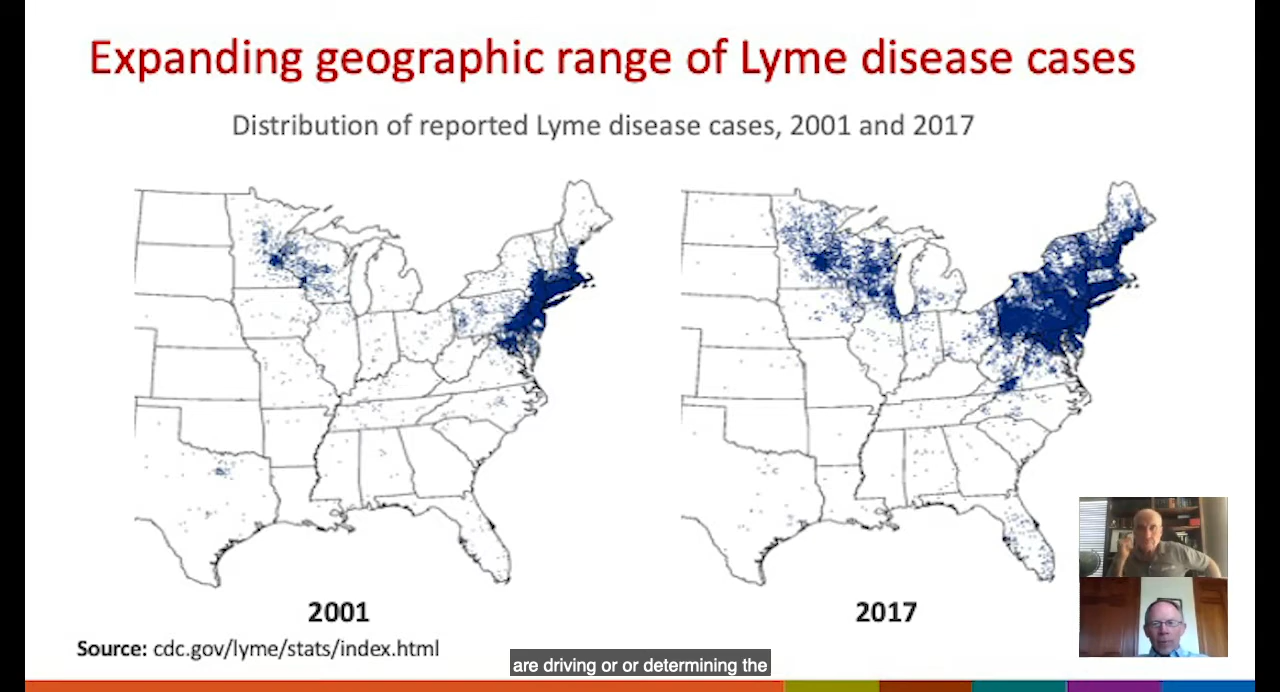 Expanding geographic range of Lyme disease cases
Distribution of reported Lyme disease cases, 2001 and 2017
2001
2017
Source: cdc.gov/lyme/stats/index.html
are driving or or determining the